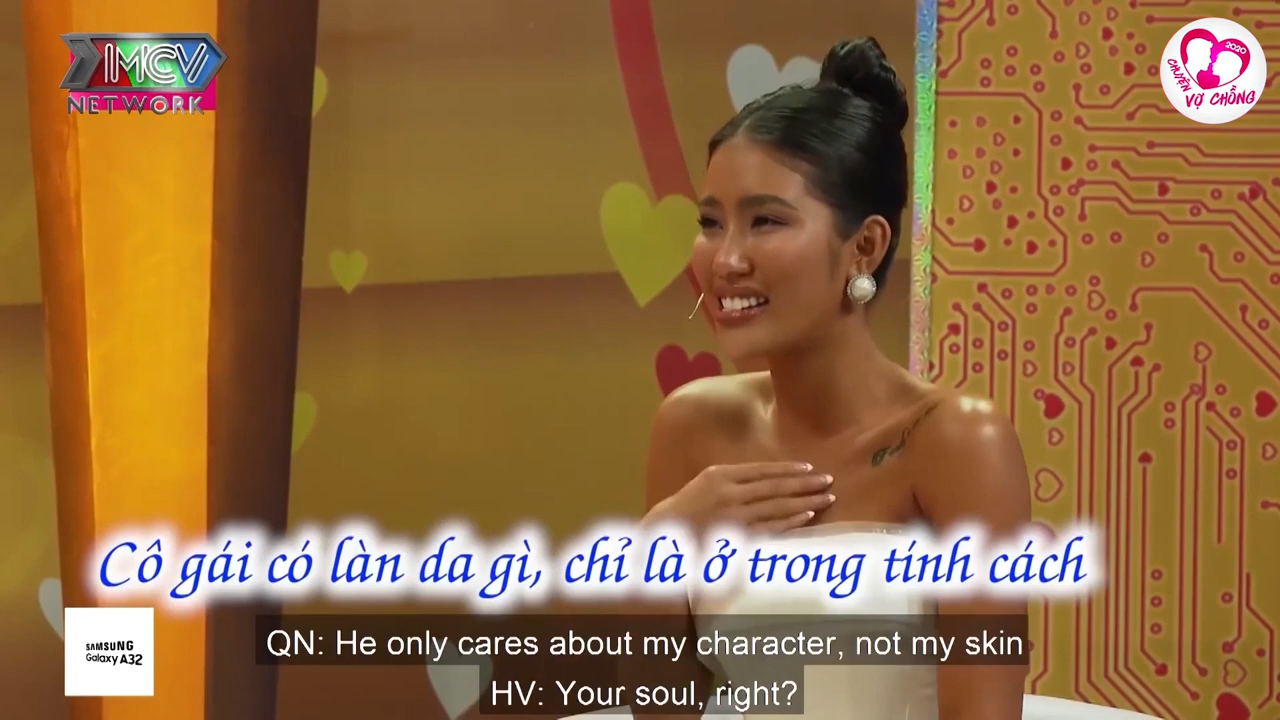 MCV
NETWORK
2020
CHUYỆN
VỢ CHỒNG
Cô gái có làn da gì, chỉ là ở trong tính cách
SAMSUNG
Galaxy A32
QN: He only cares about my character, not my skin
HV: Your soul, right?